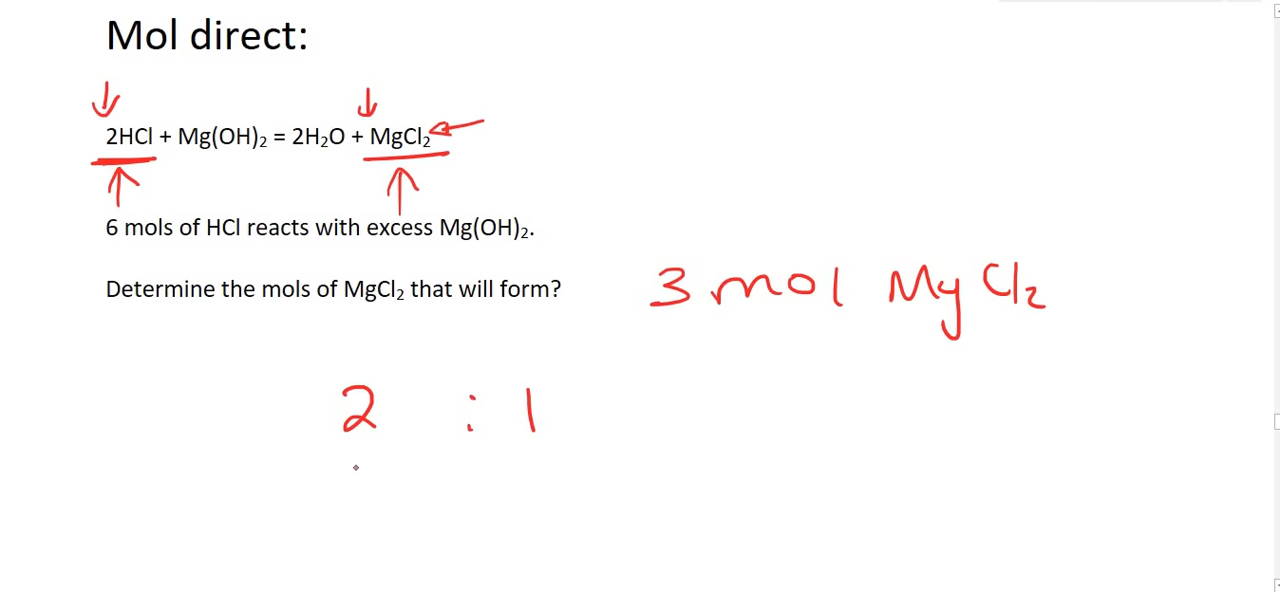 Mol direct:
2HCl + Mg(OH)₂ = 2H₂O + MgCl₂
6 mols of HCl reacts with excess Mg(OH)₂.
Determine the mols of MgCl₂ that will form?
3 mol MgCl₂
2 : 1